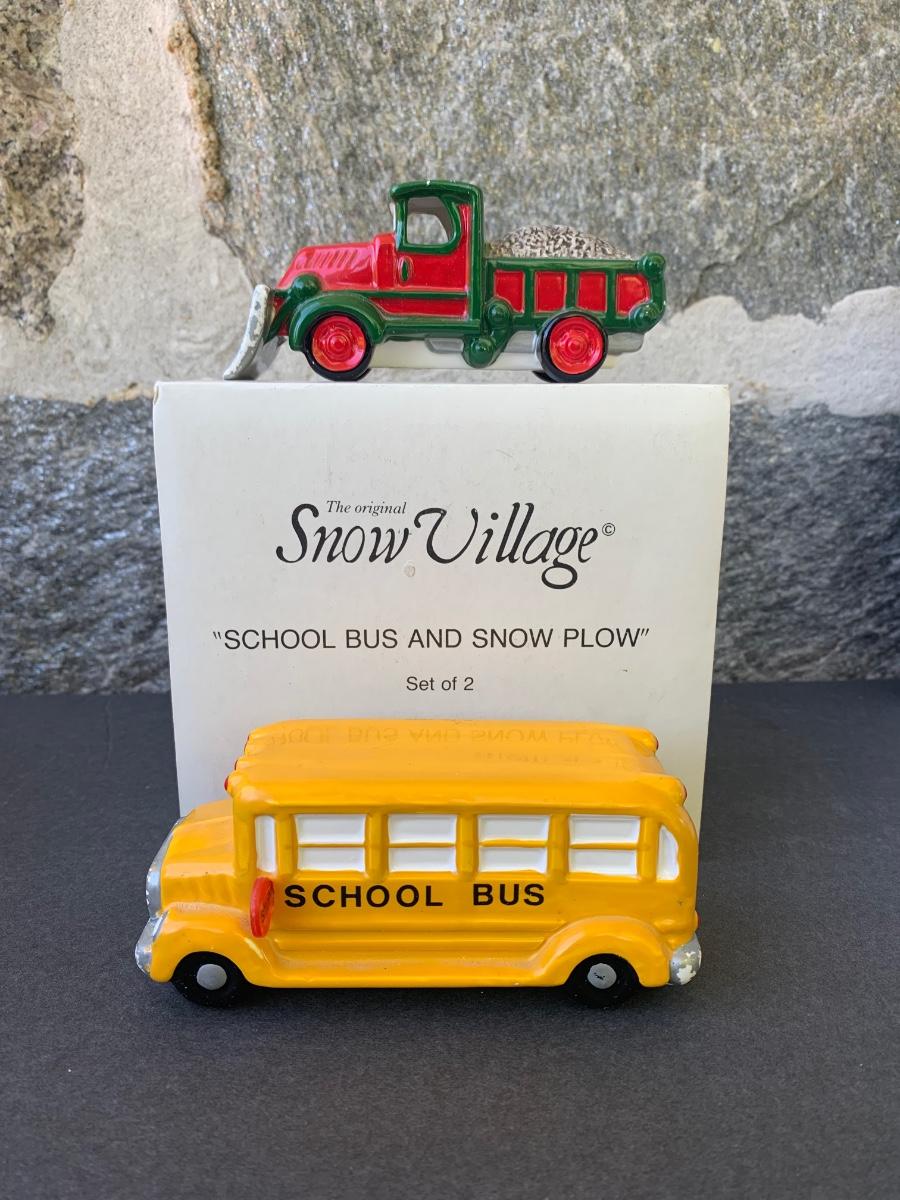 The original
Snow Village©
"SCHOOL BUS AND SNOW PLOW"
Set of 2
SCHOOL BUS